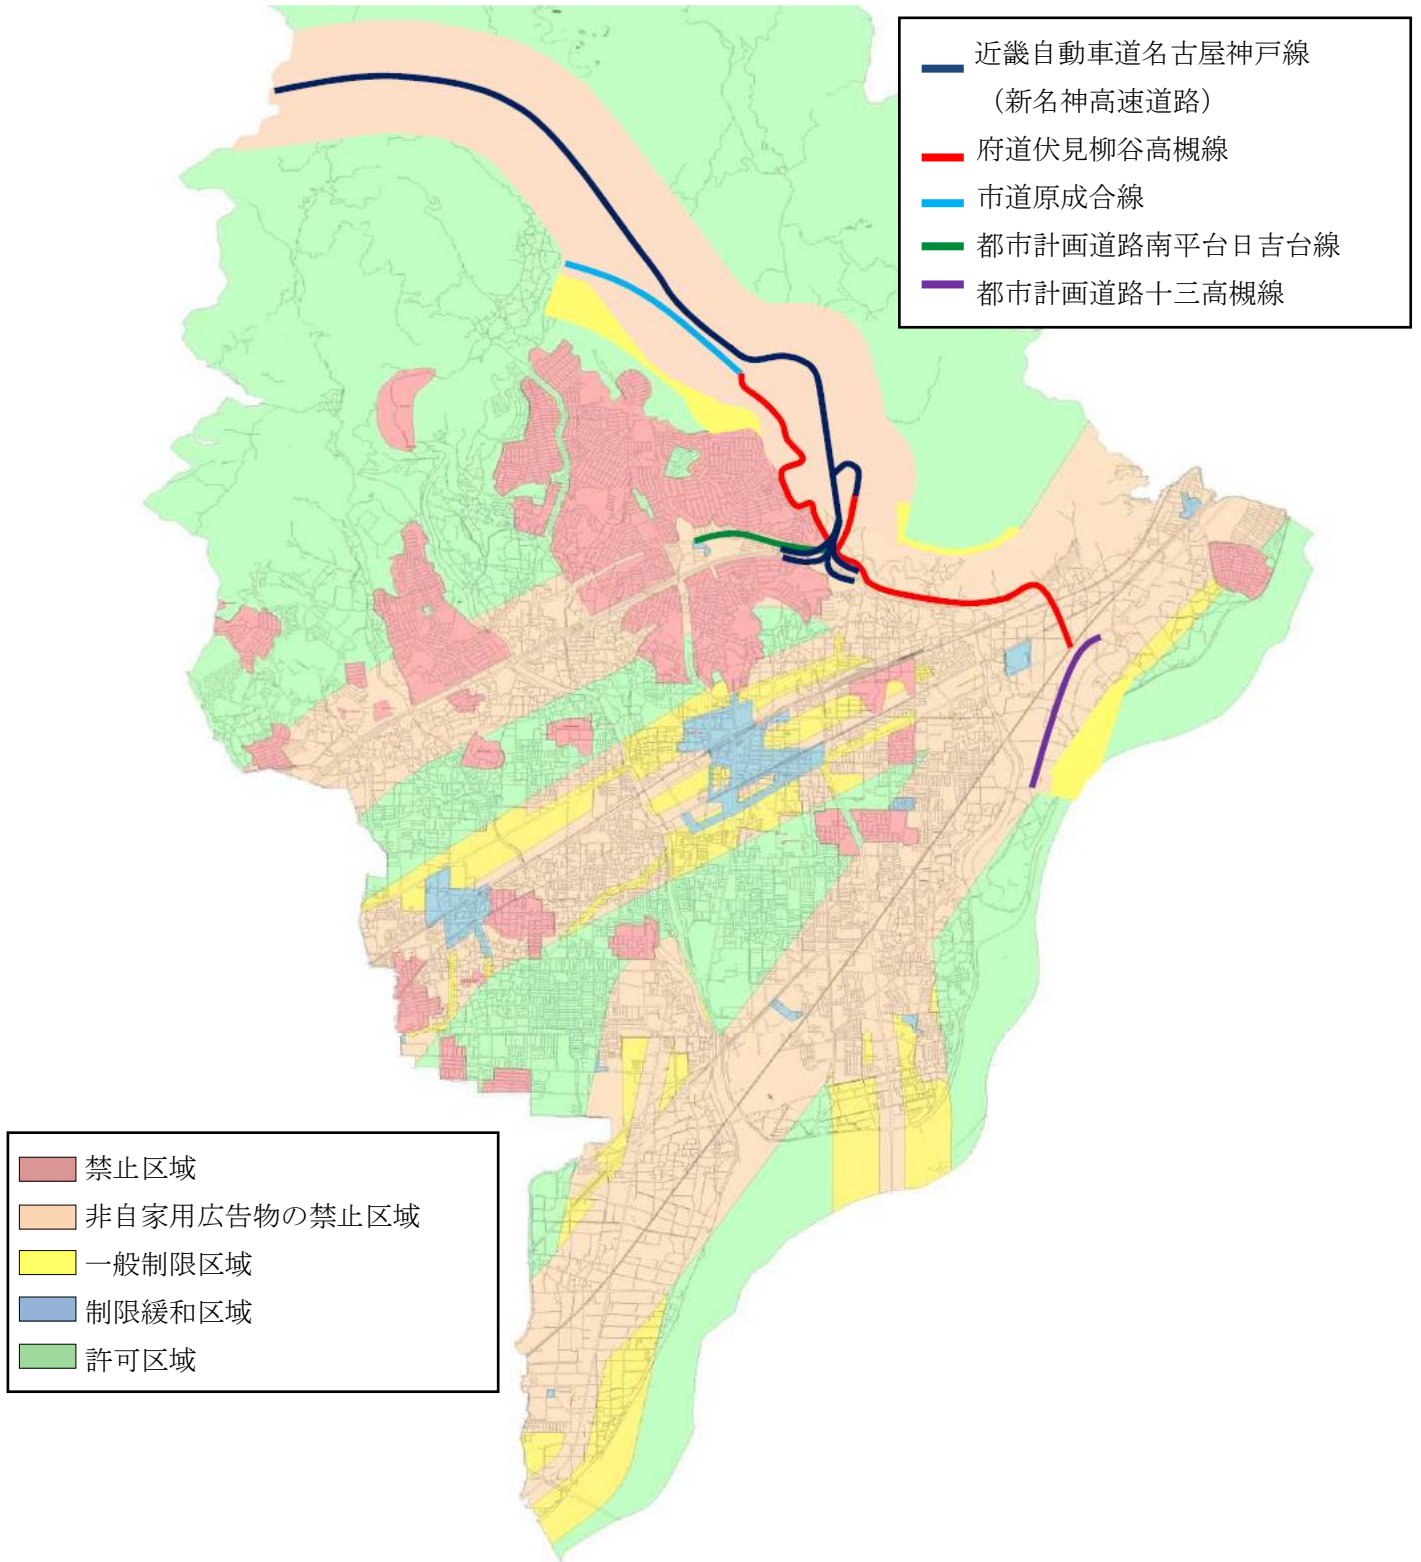 近畿自動車道名古屋神戸線
（新名神高速道路）
府道伏見柳谷高槻線
市道原成合線
都市計画道路南平台日吉台線
都市計画道路十三高槻線
禁止区域
非自家用広告物の禁止区域
一般制限区域
制限緩和区域
許可区域